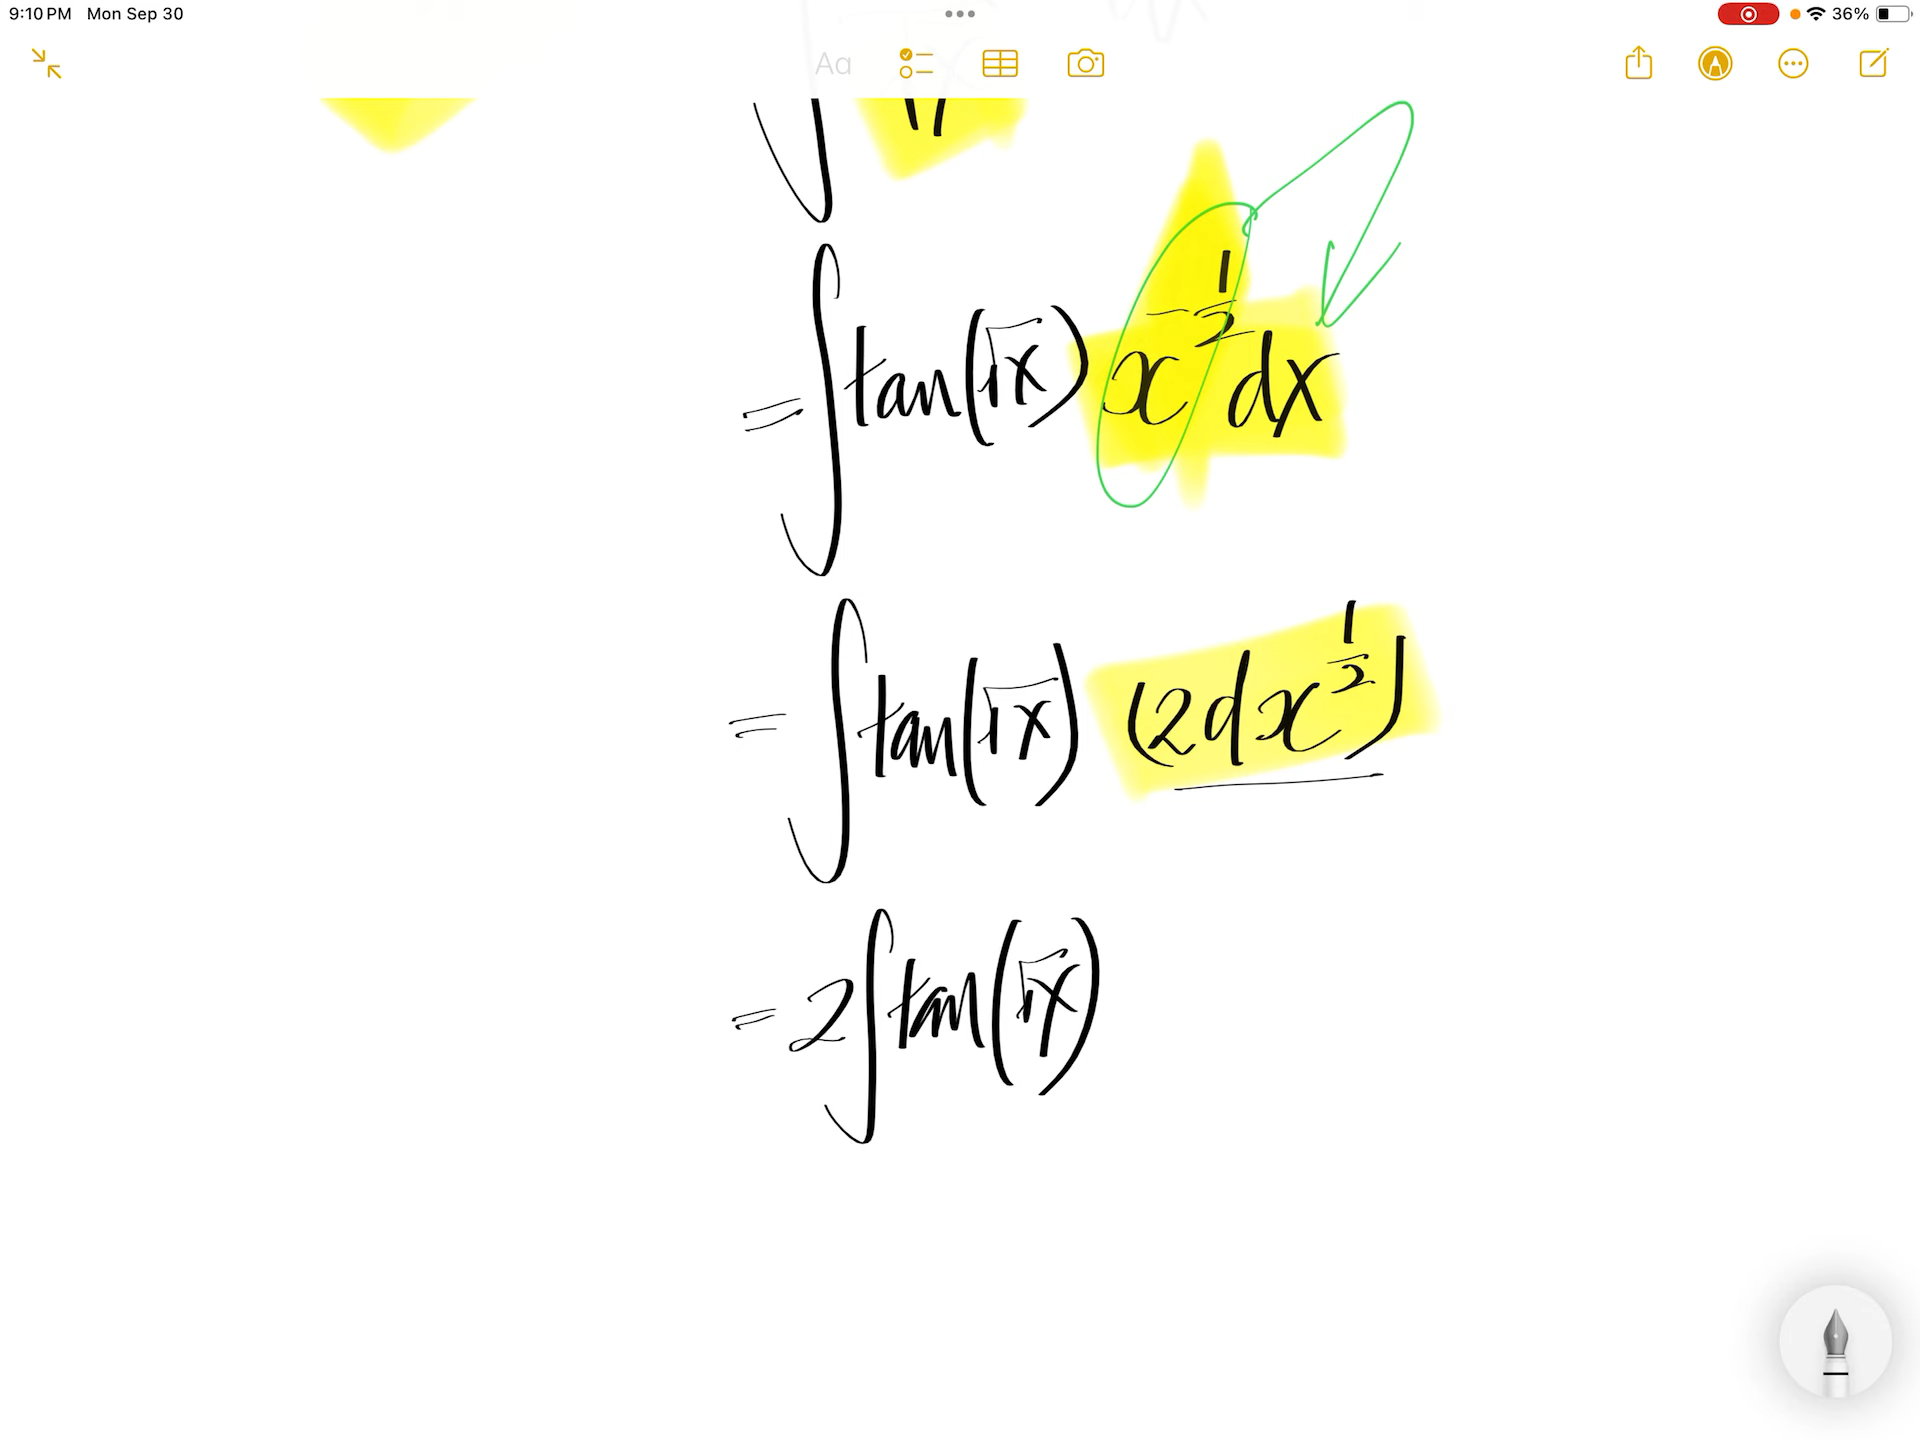 9:10 PM Mon Sep 30 36%
Aa
= ∫ tan(√x) x^(-1/2) dx
= ∫ tan(√x) (2dx^(1/2))
= 2∫ tan(√x)